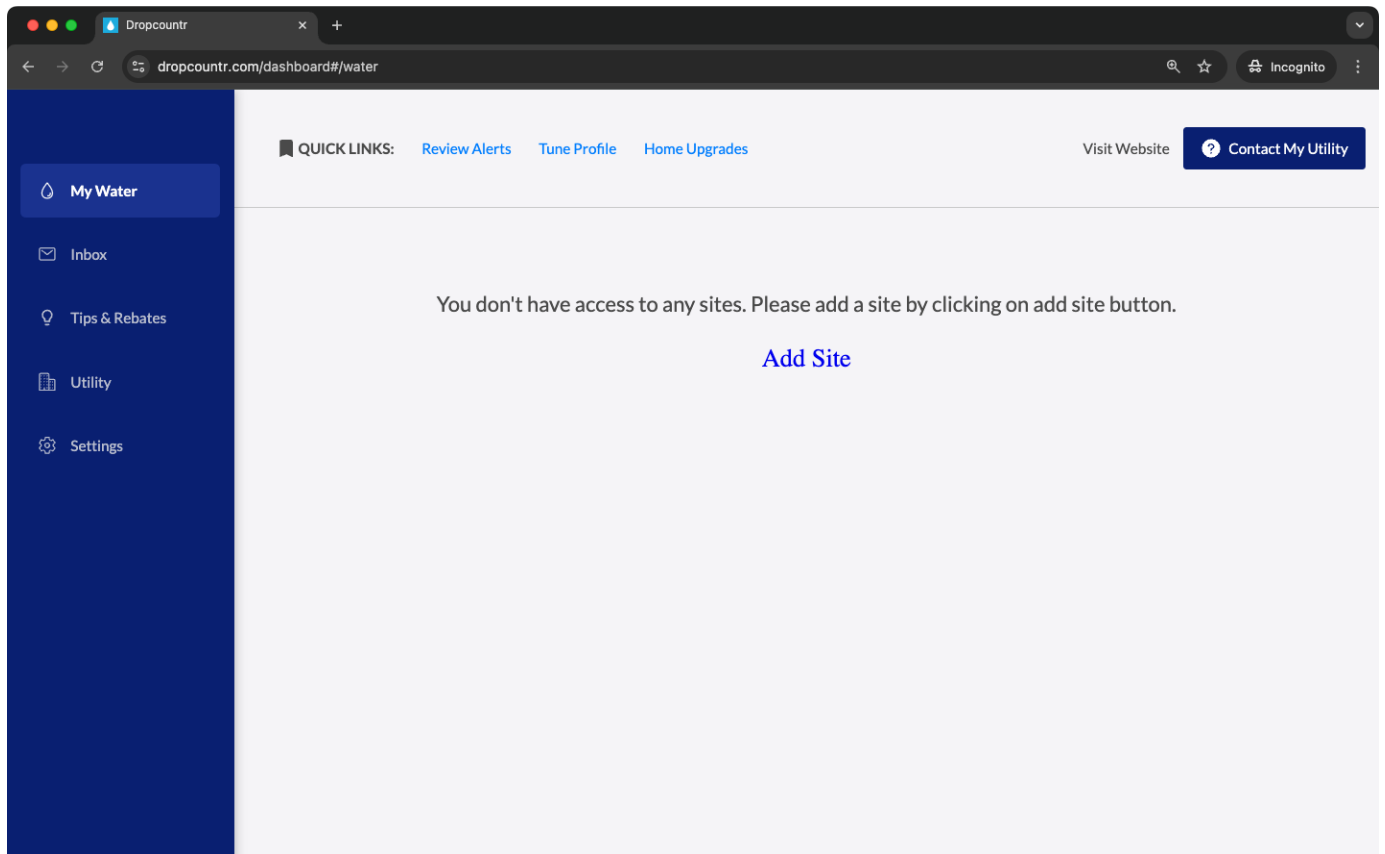 Dropcountr
dropcountr.com/dashboard#/water
Incognito
My Water
Inbox
Tips & Rebates
Utility
Settings
QUICK LINKS: Review Alerts Tune Profile Home Upgrades Visit Website ? Contact My Utility
You don't have access to any sites. Please add a site by clicking on add site button.
Add Site